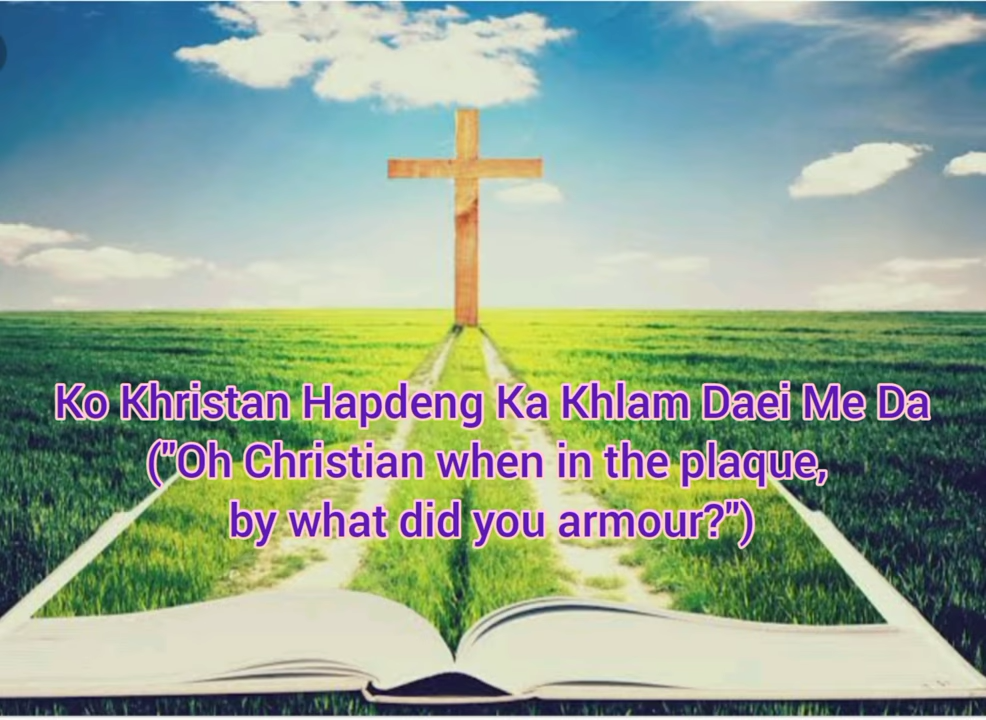 Ko Khristan Hapdeng Ka Khlam Daei Me Da
("Oh Christian when in the plaque,
by what did you armour?")